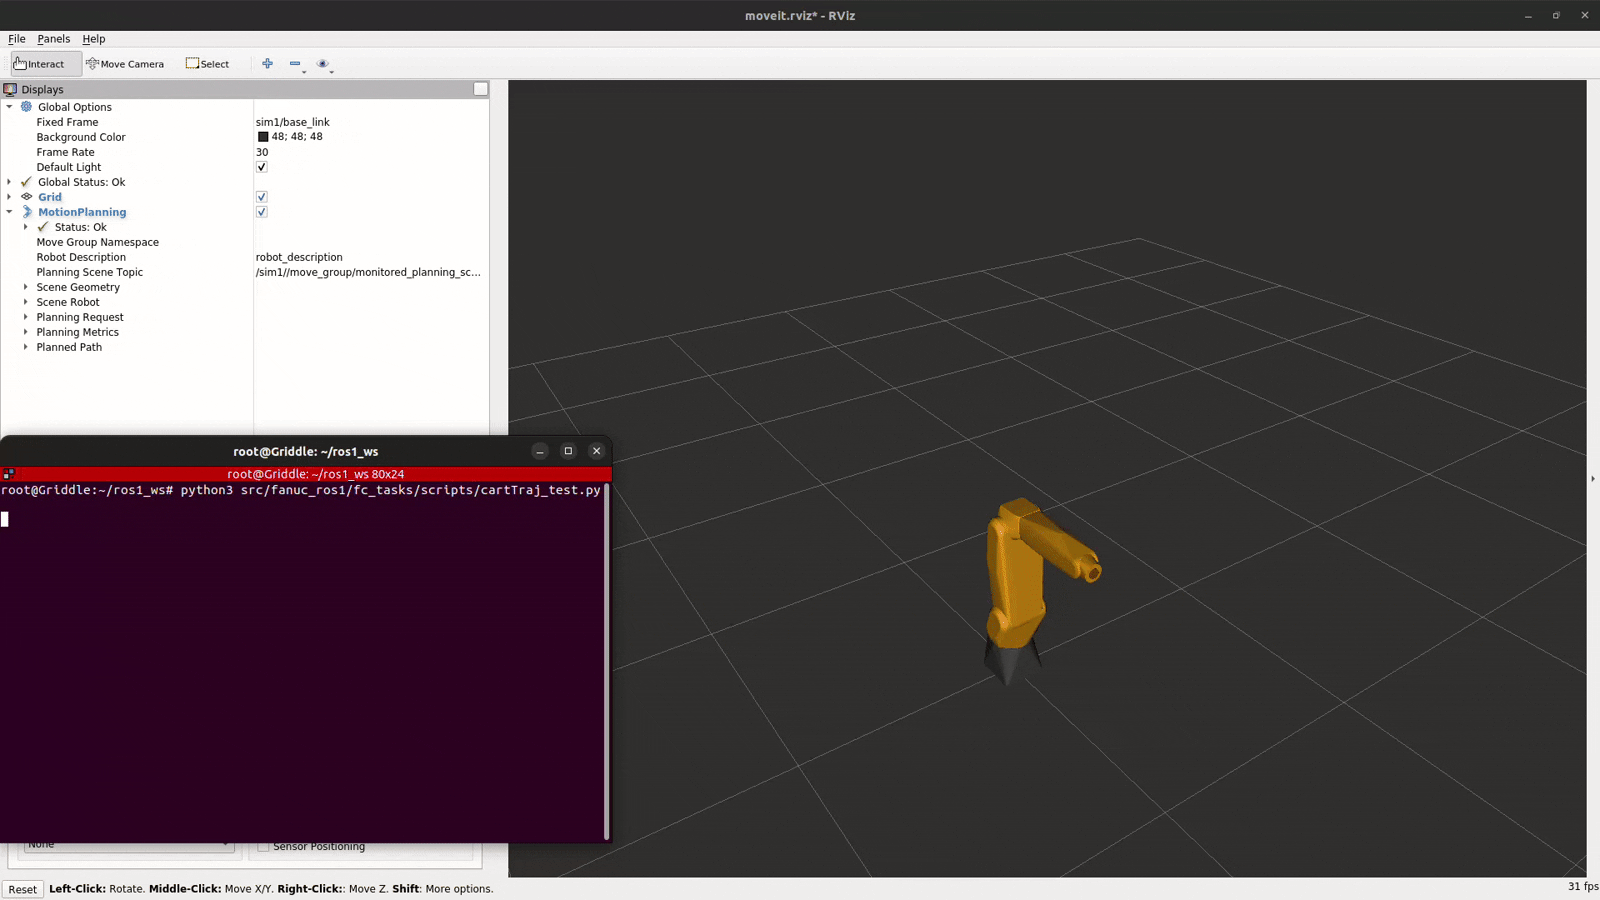 moveit.rviz* - RViz
File Panels Help
Interact Move Camera Select
Displays
Global Options
Fixed Frame sim1/base_link
Background Color 48; 48; 48
Frame Rate 30
Default Light
Global Status: Ok
Grid
MotionPlanning
Status: Ok
Move Group Namespace
Robot Description robot_description
Planning Scene Topic /sim1//move_group/monitored_planning_sc...
Scene Geometry
Scene Robot
Planning Request
Planning Metrics
Planned Path
root@Griddle: ~/ros1_ws
root@Griddle: ~/ros1_ws 80x24
root@Griddle:~/ros1_ws# python3 src/fanuc_ros1/fc_tasks/scripts/cartTraj_test.py
None Sensor Positioning
Reset Left-Click: Rotate. Middle-Click: Move X/Y. Right-Click:: Move Z. Shift: More options. 31 fps